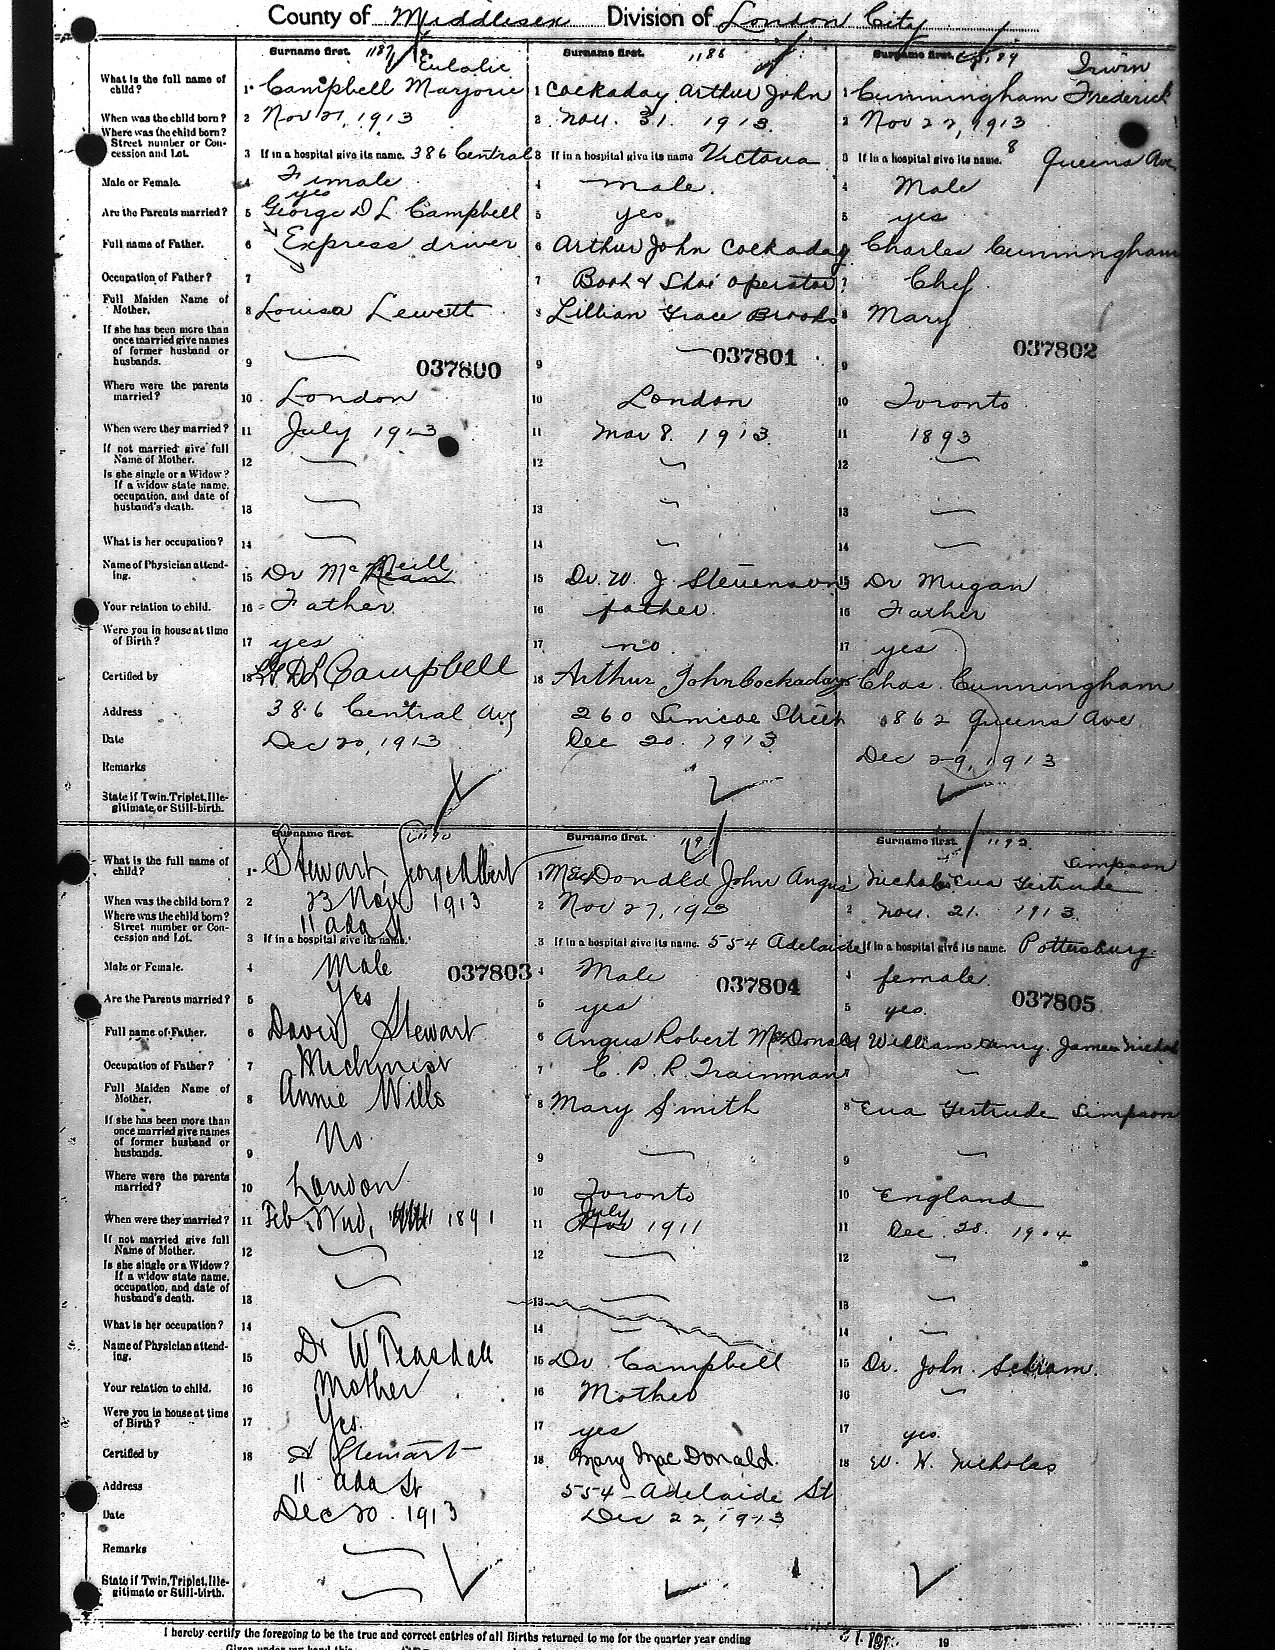 County of Middlesex Division of London City
Surname first. 1187
Surname first. 1188
Surname first. 1189
What is the full name of child?
1 Campbell Marjorie Eulalie
1 Cockaday Arthur John
1 Cunningham Frederick Irwin
When was the child born?
2 Nov 21, 1913
2 Nov. 31. 1913.
2 Nov 22, 1913
Where was the child born? Street number or Concession and Lot.
3 If in a hospital give its name. 386 Central
3 If in a hospital give its name Victoria
3 If in a hospital give its name. 8 Queens Ave
Male or Female.
4 Female
4 male.
4 Male
Are the Parents married?
5 yes
5 yes
5 yes
Full name of Father.
George D L Campbell
6 Arthur John Cockaday
Charles Cunningham
Occupation of Father?
6 Express driver
7
7 Boot & Shoe Operator
7 Chef
Full Maiden Name of Mother.
8 Louisa Lewett
8 Lillian Grace Brooks
8 Mary
If she has been more than once married give names of former husband or husbands.
9
9
9
037800
037801
037802
Where were the parents married?
10 London
10 London
10 Toronto
When were they married?
11 July 1913
11 Mar 8. 1913.
11 1893
If not married give full Name of Mother.
12
12
12
Is she single or a Widow? If a widow state name, occupation, and date of husband's death.
13
13
13
What is her occupation?
14
14
14
Name of Physician attending.
15 Dr McNeill
15 Dr. W. J. Stevenson
15 Dr Mugan
Your relation to child.
16 Father
16 father.
16 Father
Were you in house at time of Birth?
17 yes
17 no
17 yes
Certified by
18 G D L Campbell
18 Arthur John Cockaday
Chas. Cunningham
Address
386 Central Ave
260 Simcoe Street
862 Queens Ave.
Date
Dec 20, 1913
Dec 20. 1913
Dec 29, 1913
Remarks
State if Twin, Triplet, Illegitimate, or Still-birth.
Surname first. 1190
Surname first. 1191
Surname first. 1192
What is the full name of child?
1 Stewart, George Albert
1 MacDonald John Angus
1 Nicholas Eva Gertrude Simpson
When was the child born?
2 23 Nov 1913
2 Nov 27, 1913
2 Nov. 21. 1913.
Where was the child born? Street number or Concession and Lot.
11 Ada St
3 If in a hospital give its name.
3 If in a hospital give its name. 554 Adelaide
If in a hospital give its name. Pottersburg.
Male or Female.
4 Male
4 Male
4 female.
037803
037804
037805
Are the Parents married?
5 Yes
5 yes
5 yes.
Full name of Father.
6 David Stewart
6 Angus Robert MacDonald
William Henry James Nicholas
Occupation of Father?
7 Michinist
7 C. P. R. Trainman
Full Maiden Name of Mother.
8 Annie Wills
8 Mary Smith
8 Eva Gertrude Simpson
If she has been more than once married give names of former husband or husbands.
9 No
9
9
Where were the parents married?
10 London
10 Toronto
10 England
When were they married?
11 Feb. 1891
11 July 1911
11 Dec. 28. 1904
If not married give full Name of Mother.
12
12
12
Is she single or a Widow? If a widow state name, occupation, and date of husband's death.
13
13
13
What is her occupation?
14
14
14
Name of Physician attending.
15 Dr W Teasdall
15 Dr Campbell
15 Dr. John Schram.
Your relation to child.
16 Mother
16 Mother
16
Were you in house at time of Birth?
17 Yes.
17 yes
17 yes.
Certified by
18 A Stewart
18 Mary MacDonald.
18 W. H. Nicholas
Address
11 Ada St
554 Adelaide St
Date
Dec 20. 1913
Dec 22, 1913
Remarks
State if Twin, Triplet, Illegitimate or Still-birth.
I hereby certify the foregoing to be the true and correct entries of all Births returned to me for the quarter year ending 19